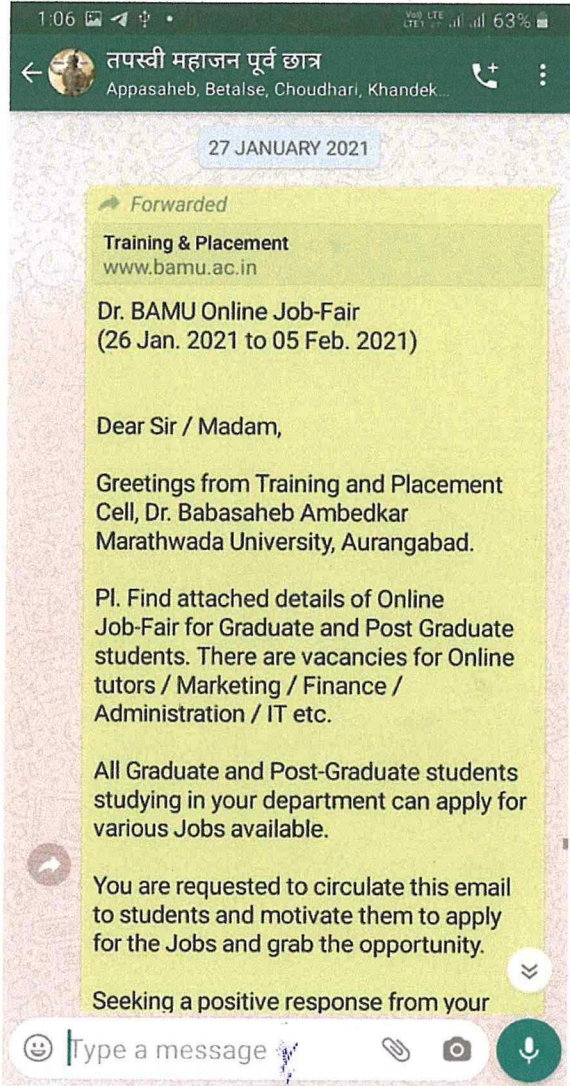 1:06 63%
तपस्वी महाजन पूर्व छात्र
Appasaheb, Betalse, Choudhari, Khandek...
27 JANUARY 2021
Forwarded
Training & Placement
www.bamu.ac.in
Dr. BAMU Online Job-Fair
(26 Jan. 2021 to 05 Feb. 2021)
Dear Sir / Madam,
Greetings from Training and Placement
Cell, Dr. Babasaheb Ambedkar
Marathwada University, Aurangabad.
Pl. Find attached details of Online
Job-Fair for Graduate and Post Graduate
students. There are vacancies for Online
tutors / Marketing / Finance /
Administration / IT etc.
All Graduate and Post-Graduate students
studying in your department can apply for
various Jobs available.
You are requested to circulate this email
to students and motivate them to apply
for the Jobs and grab the opportunity.
Seeking a positive response from your
Type a message